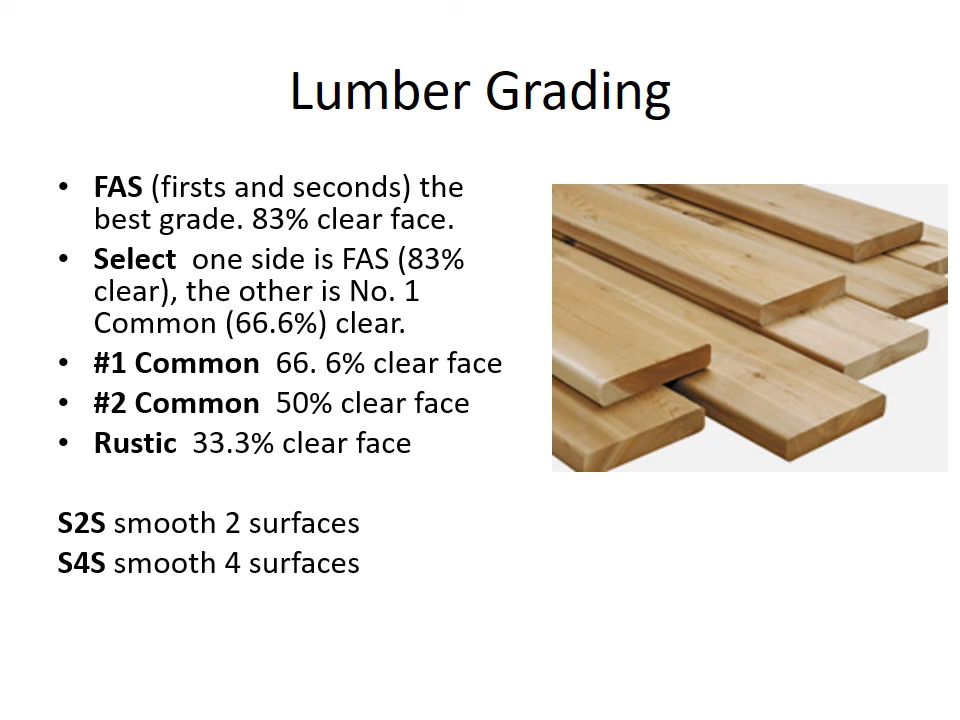 Lumber Grading
• FAS (firsts and seconds) the
best grade. 83% clear face.
• Select  one side is FAS (83%
clear), the other is No. 1
Common (66.6%) clear.
• #1 Common  66. 6% clear face
• #2 Common  50% clear face
• Rustic  33.3% clear face
S2S smooth 2 surfaces
S4S smooth 4 surfaces